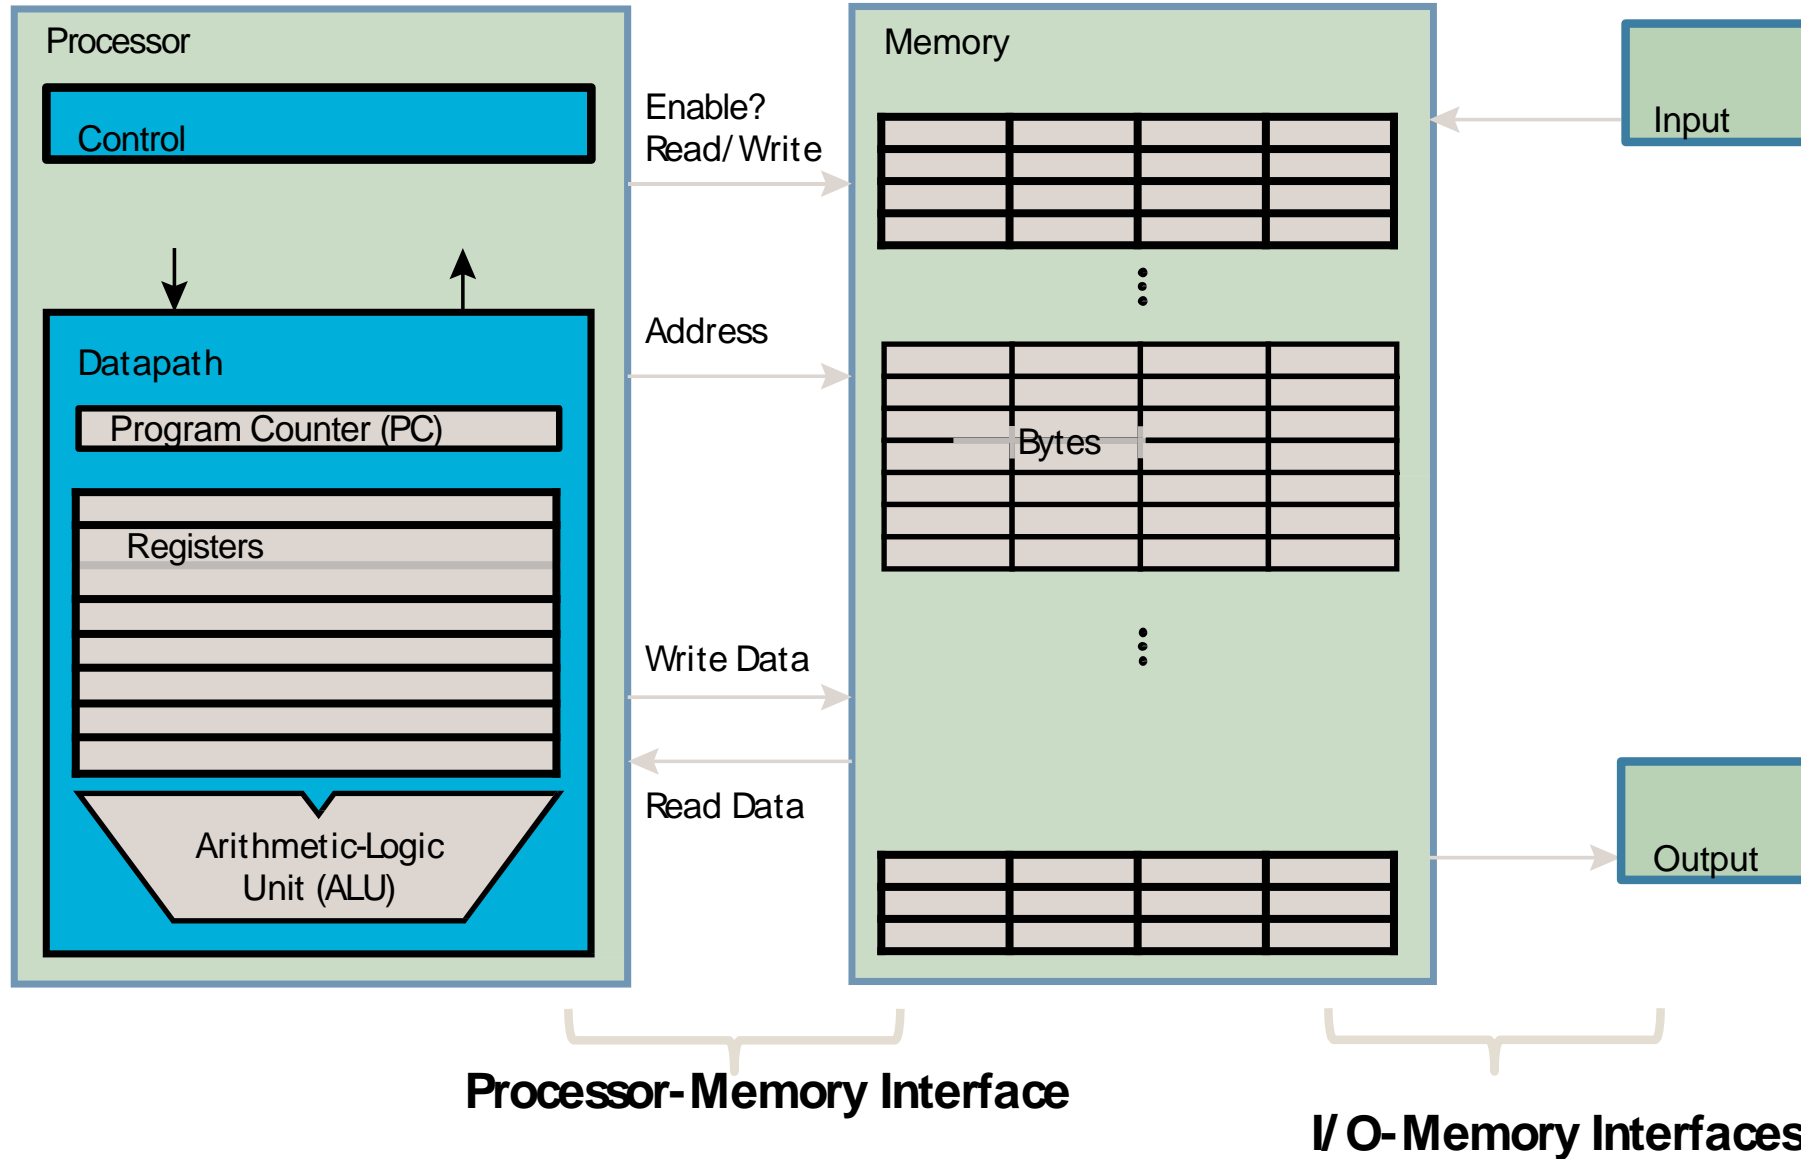 Processor
Control
Datapath
Program Counter (PC)
Registers
Arithmetic-Logic
Unit (ALU)
Enable?
Read/Write
Address
Write Data
Read Data
Memory
Bytes
Input
Output
Processor-Memory Interface
I/O-Memory Interfaces